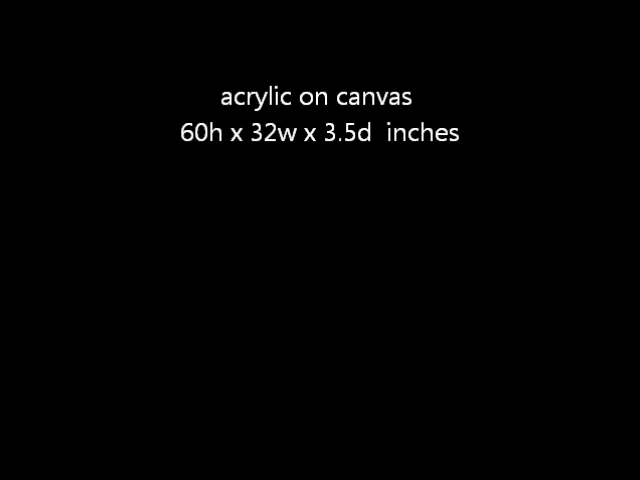 acrylic on canvas
60h x 32w x 3.5d  inches